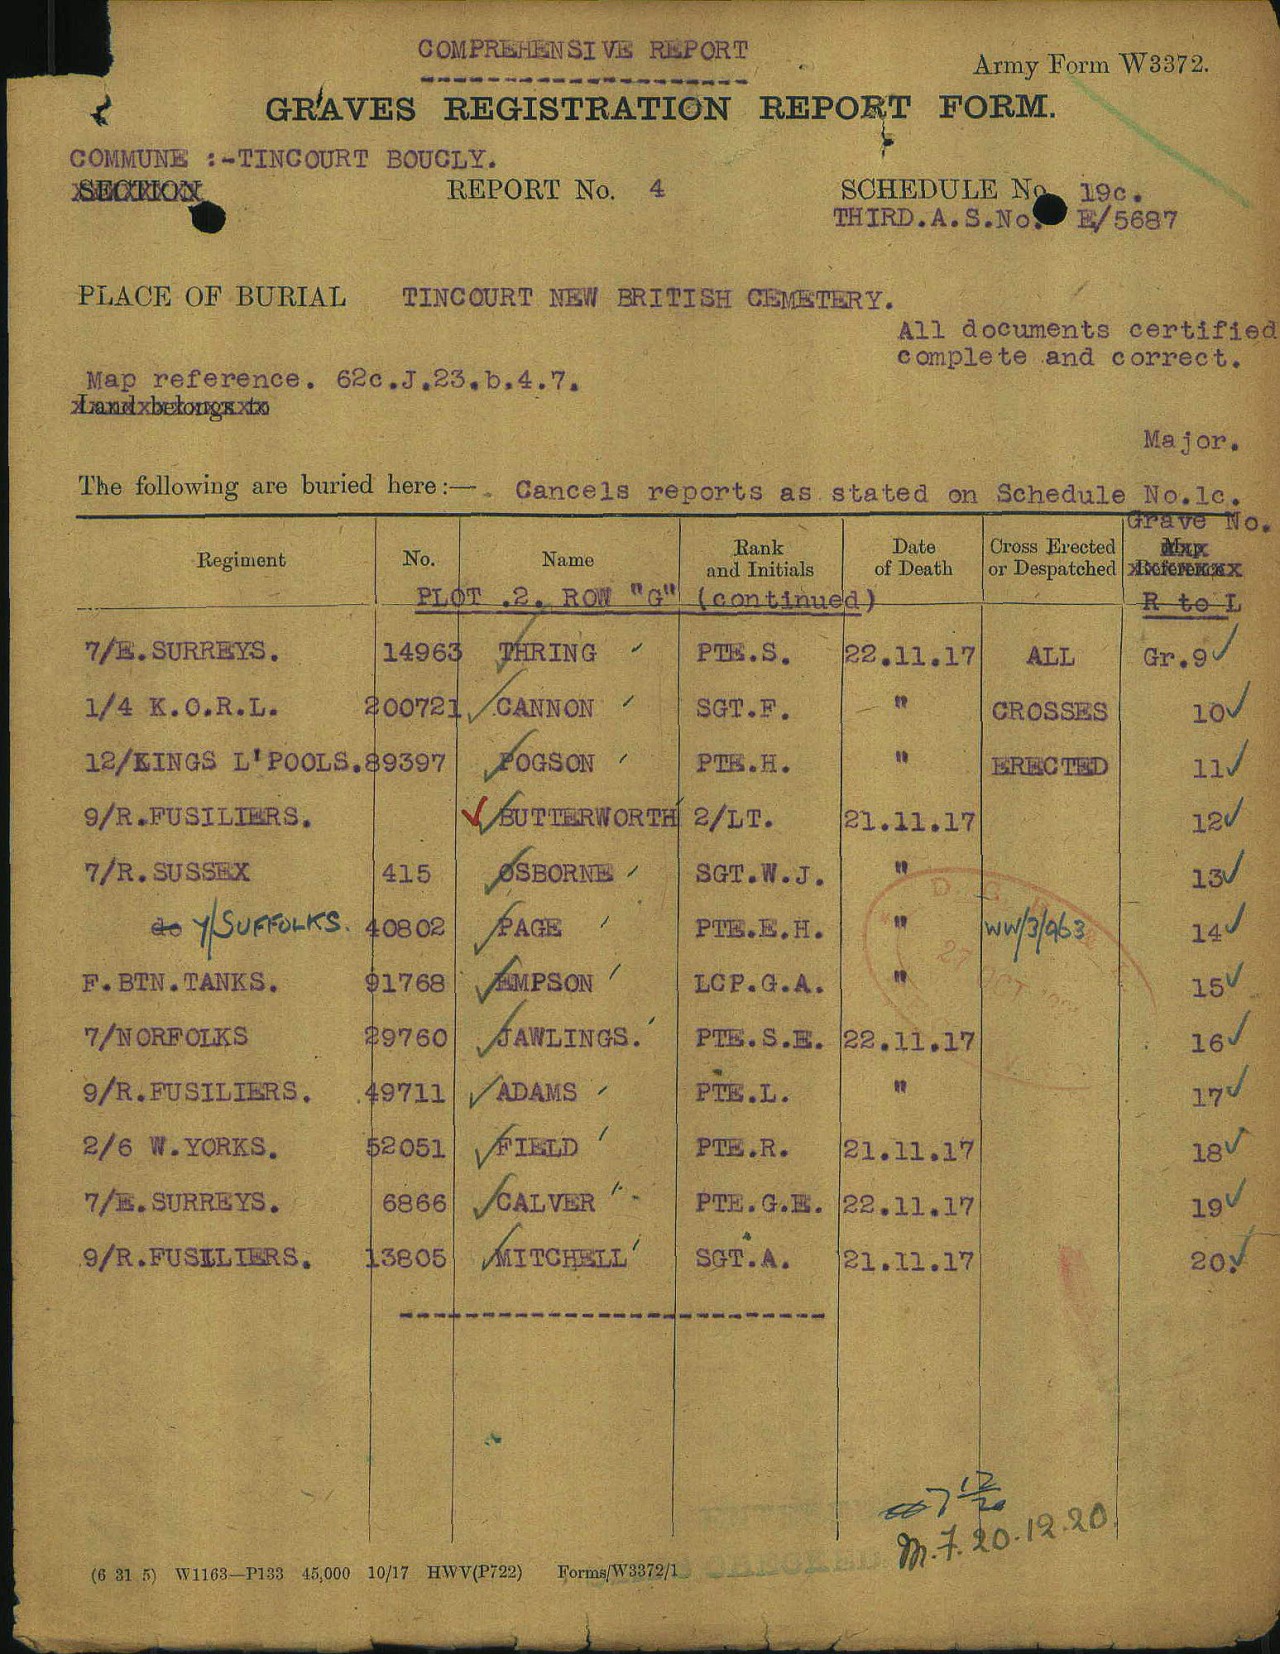 COMPREHENSIVE REPORT
Army Form W3372.
GRAVES REGISTRATION REPORT FORM.
COMMUNE :-TINCOURT BOUCLY.
SECTION REPORT No. 4 SCHEDULE No. 19c.
THIRD.A.S.No. E/5687
PLACE OF BURIAL TINCOURT NEW BRITISH CEMETERY.
All documents certified
complete and correct.
Map reference. 62c.J.23.b.4.7.
Land belongs to
Major.
The following are buried here:— Cancels reports as stated on Schedule No.1c.
Grave No.
Regiment No. Name Rank and Initials Date of Death Cross Erected or Despatched Map Reference
PLOT .2. ROW "G" (continued) R to L
7/E.SURREYS. 14963 THRING PTE.S. 22.11.17 ALL Gr.9
1/4 K.O.R.L. 200721 CANNON SGT.F. " CROSSES 10
12/KINGS L'POOLS. 89397 POGSON PTE.H. " ERECTED 11
9/R.FUSILIERS. BUTTERWORTH 2/LT. 21.11.17 12
7/R.SUSSEX 415 OSBORNE SGT.W.J. " 13
do 7/SUFFOLKS. 40802 PAGE PTE.E.H. " 14
F.BTN.TANKS. 91768 EMPSON LCP.G.A. " 15
7/NORFOLKS 29760 JAWLINGS. PTE.S.E. 22.11.17 16
9/R.FUSILIERS. 49711 ADAMS PTE.L. " 17
2/6 W.YORKS. 52051 FIELD PTE.R. 21.11.17 18
7/E.SURREYS. 6866 CALVER PTE.G.E. 22.11.17 19
9/R.FUSILIERS. 13805 MITCHELL SGT.A. 21.11.17 20.
M.F. 20.12.20.
(6 31 5) W1163—P133 45,000 10/17 HWV(P722) Forms/W3372/1